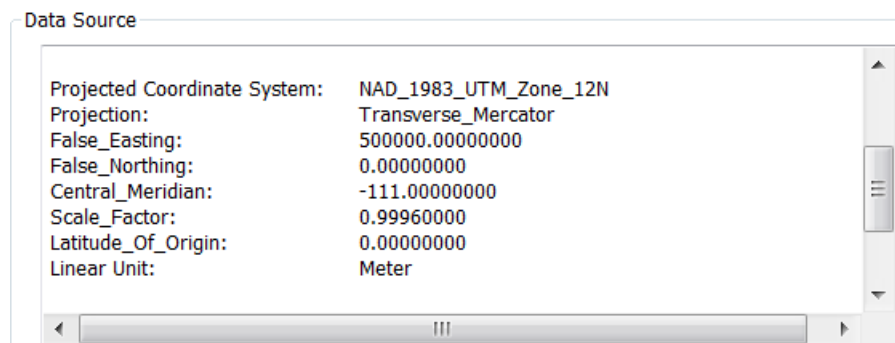 Data Source
Projected Coordinate System: NAD_1983_UTM_Zone_12N
Projection: Transverse_Mercator
False_Easting: 500000.00000000
False_Northing: 0.00000000
Central_Meridian: -111.00000000
Scale_Factor: 0.99960000
Latitude_Of_Origin: 0.00000000
Linear Unit: Meter